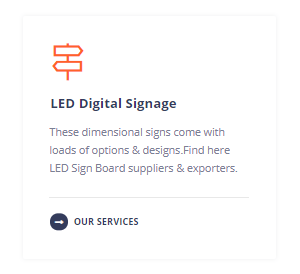 LED Digital Signage
These dimensional signs come with
loads of options & designs.Find here
LED Sign Board suppliers & exporters.
OUR SERVICES